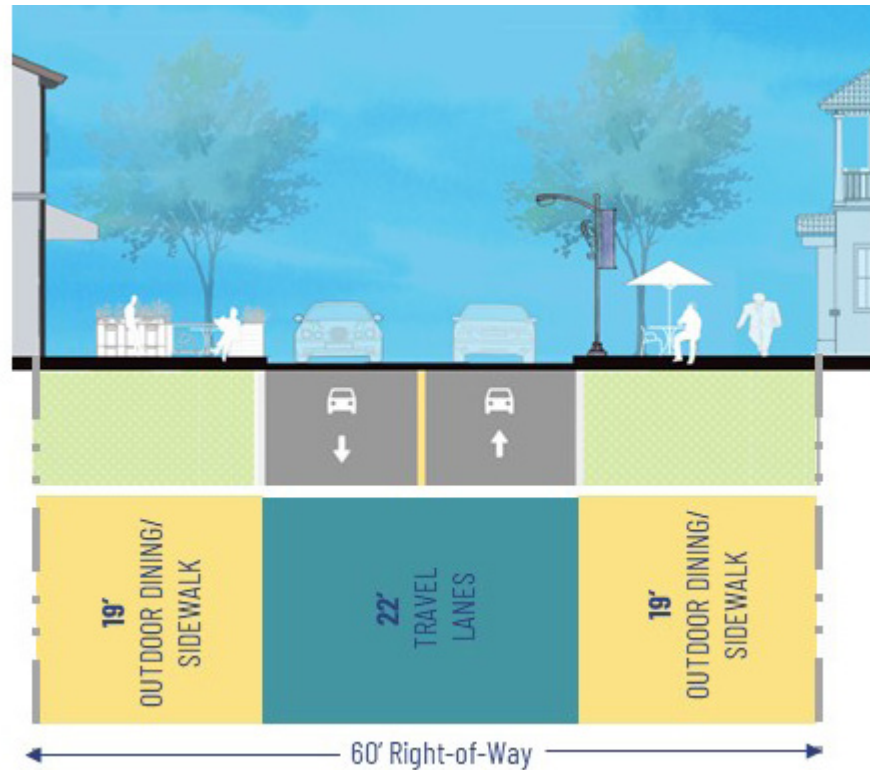 19′
OUTDOOR DINING/
SIDEWALK
22′
TRAVEL
LANES
19′
OUTDOOR DINING/
SIDEWALK
60′ Right-of-Way